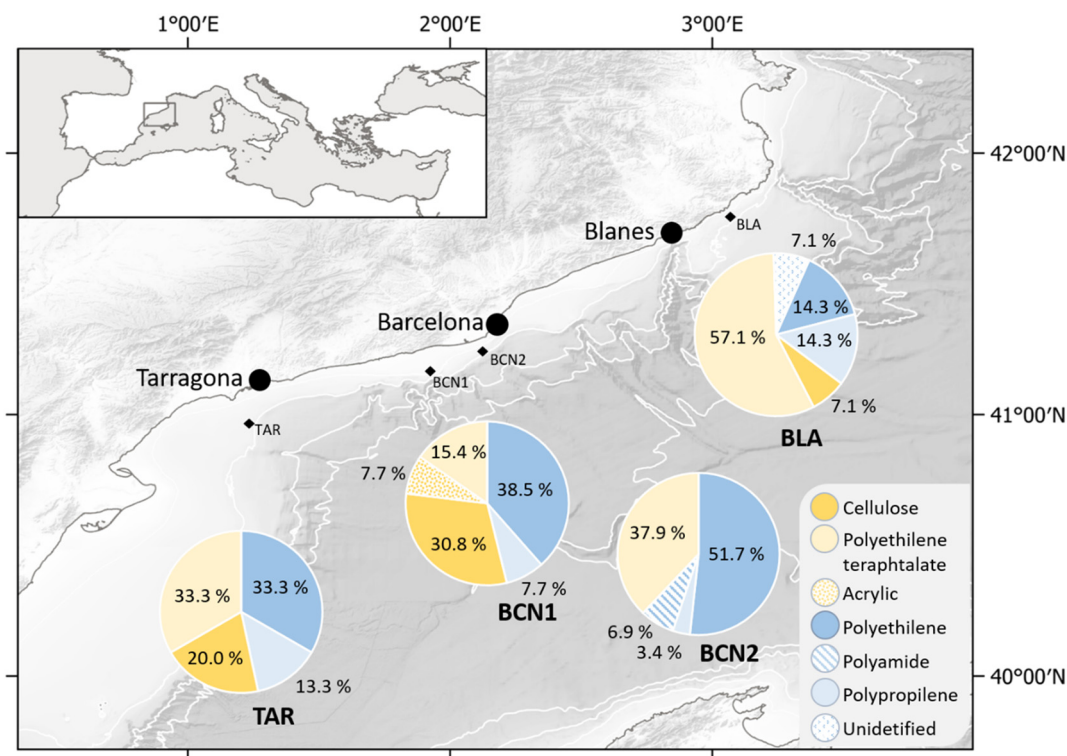 1°00'E
2°00'E
3°00'E
42°00'N
41°00'N
40°00'N
Blanes
BLA
Barcelona
BCN2
BCN1
Tarragona
TAR
7.1 %
14.3 %
14.3 %
57.1 %
7.1 %
BLA
15.4 %
7.7 %
38.5 %
30.8 %
7.7 %
BCN1
37.9 %
51.7 %
6.9 %
3.4 %
BCN2
33.3 %
33.3 %
20.0 %
13.3 %
TAR
Cellulose
Polyethilene
teraphtalate
Acrylic
Polyethilene
Polyamide
Polypropilene
Unidetified